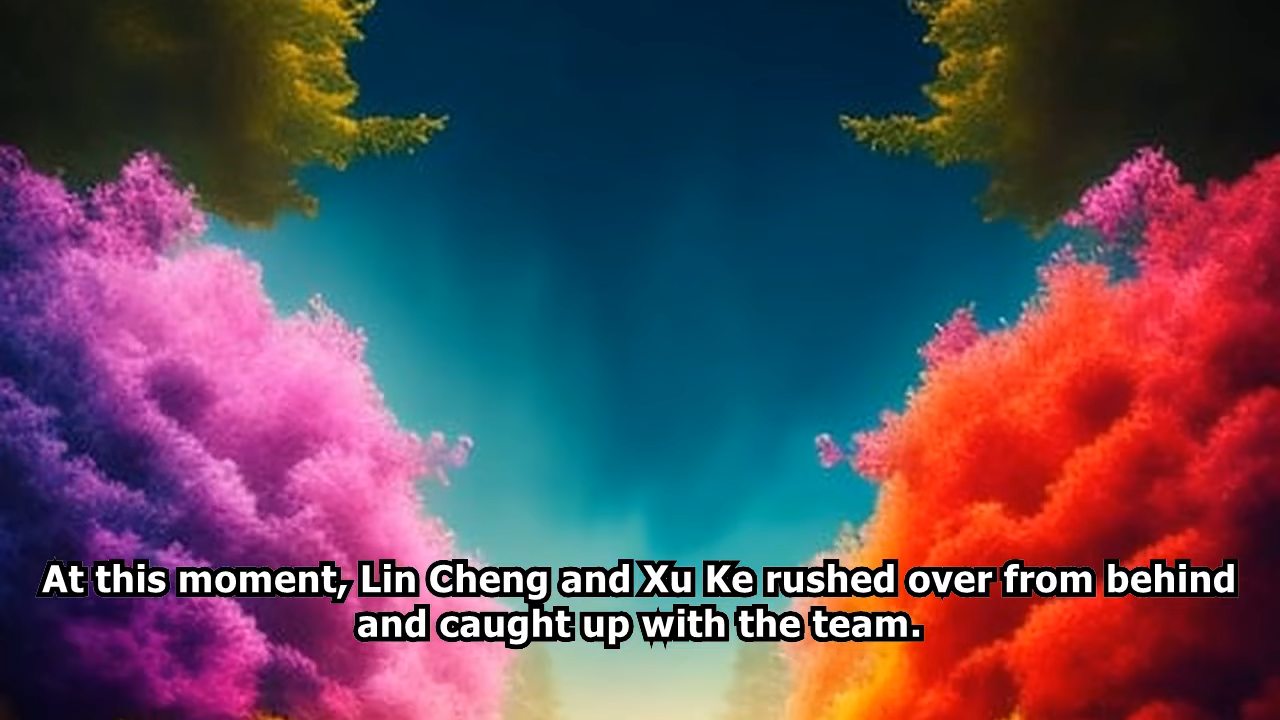 At this moment, Lin Cheng and Xu Ke rushed over from behind
and caught up with the team.